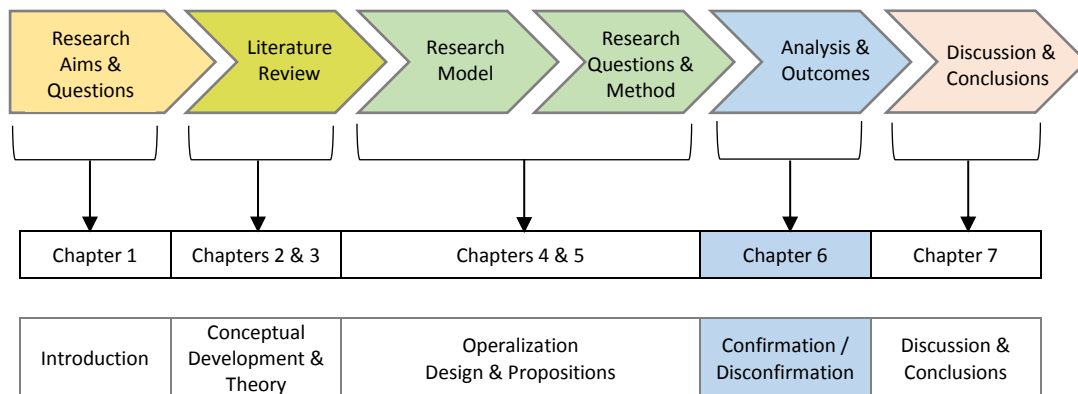 Research
Aims &
Questions
Literature
Review
Research
Model
Research
Questions &
Method
Analysis &
Outcomes
Discussion &
Conclusions
Chapter 1
Chapters 2 & 3
Chapters 4 & 5
Chapter 6
Chapter 7
Introduction
Conceptual
Development &
Theory
Operalization
Design & Propositions
Confirmation /
Disconfirmation
Discussion &
Conclusions